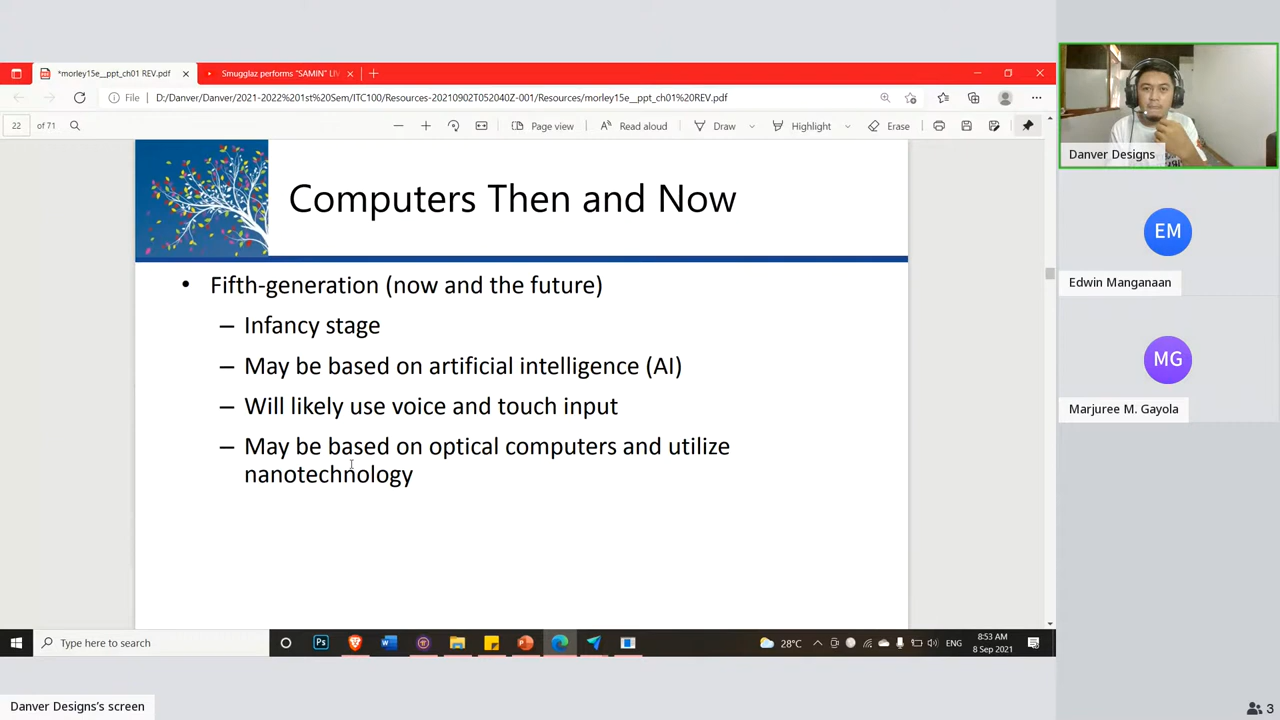 *morley15e__ppt_ch01 REV.pdf
Smugglaz performs "SAMIN" LIV
File
D:/Danver/Danver/2021-2022%201st%20Sem/ITC100/Resources-20210902T052040Z-001/Resources/morley15e__ppt_ch01%20REV.pdf
22 of 71
Page view
Read aloud
Draw
Highlight
Erase
Computers Then and Now
• Fifth-generation (now and the future)
– Infancy stage
– May be based on artificial intelligence (AI)
– Will likely use voice and touch input
– May be based on optical computers and utilize
nanotechnology
Type here to search
Ps
28°C
ENG
8:53 AM
8 Sep 2021
Danver Designs's screen
Danver Designs
EM
Edwin Manganaan
MG
Marjuree M. Gayola
3